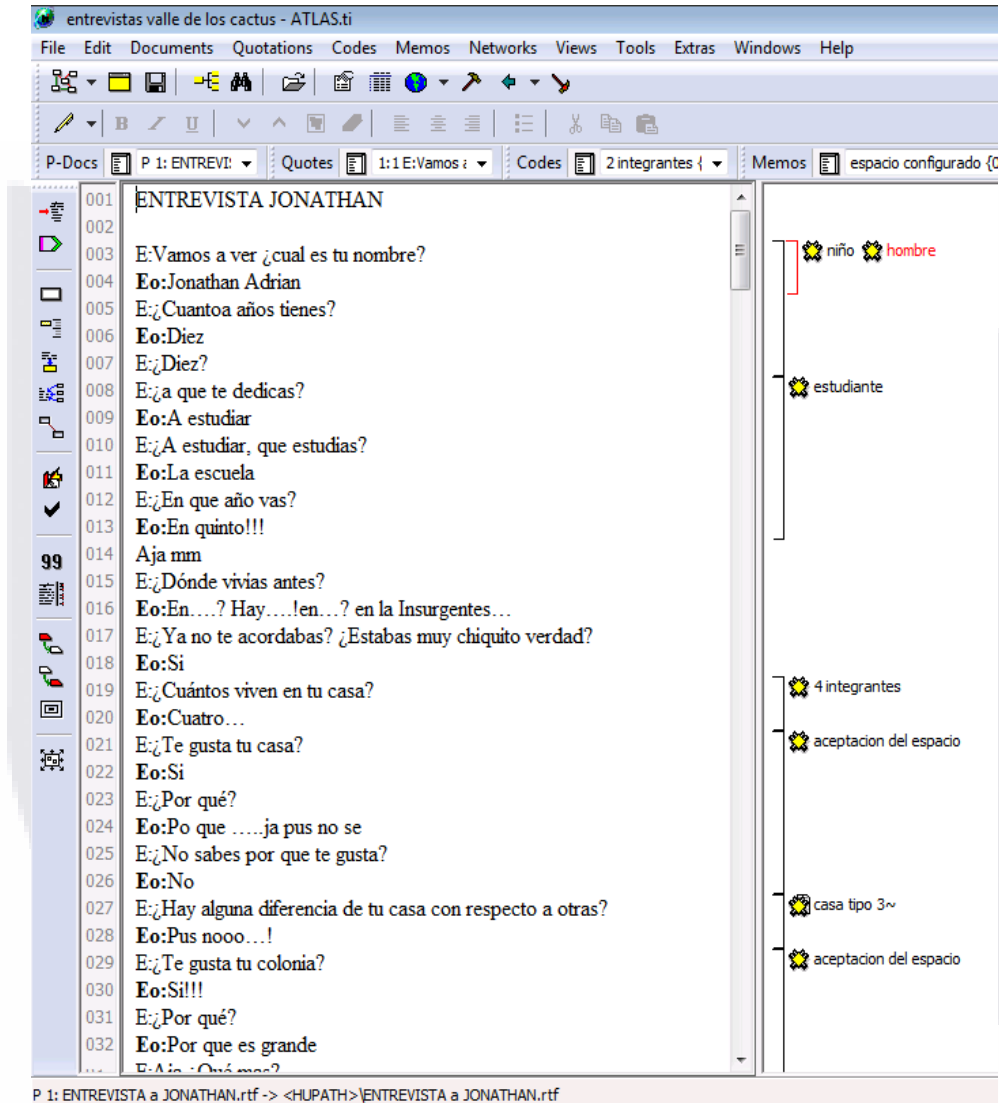 entrevistas valle de los cactus - ATLAS.ti
File Edit Documents Quotations Codes Memos Networks Views Tools Extras Windows Help
B I U
P-Docs P 1: ENTREVI: Quotes 1:1 E:Vamos a Codes 2 integrantes { Memos espacio configurado {0
001 ENTREVISTA JONATHAN
002
003 E:Vamos a ver ¿cual es tu nombre? niño hombre
004 Eo:Jonathan Adrian
005 E:¿Cuantoa años tienes?
006 Eo:Diez
007 E:¿Diez?
008 E:¿a que te dedicas? estudiante
009 Eo:A estudiar
010 E:¿A estudiar, que estudias?
011 Eo:La escuela
012 E:¿En que año vas?
013 Eo:En quinto!!!
014 Aja mm
015 E:¿Dónde vivias antes?
016 Eo:En….? Hay….!en…? en la Insurgentes…
017 E:¿Ya no te acordabas? ¿Estabas muy chiquito verdad?
018 Eo:Si
019 E:¿Cuántos viven en tu casa? 4 integrantes
020 Eo:Cuatro…
021 E:¿Te gusta tu casa? aceptacion del espacio
022 Eo:Si
023 E:¿Por qué?
024 Eo:Po que …..ja pus no se
025 E:¿No sabes por que te gusta?
026 Eo:No
027 E:¿Hay alguna diferencia de tu casa con respecto a otras? casa tipo 3~
028 Eo:Pus nooo…!
029 E:¿Te gusta tu colonia? aceptacion del espacio
030 Eo:Si!!!
031 E:¿Por qué?
032 Eo:Por que es grande
E:Aja ¿Qué mas?
99
P 1: ENTREVISTA a JONATHAN.rtf -> <HUPATH>\ENTREVISTA a JONATHAN.rtf